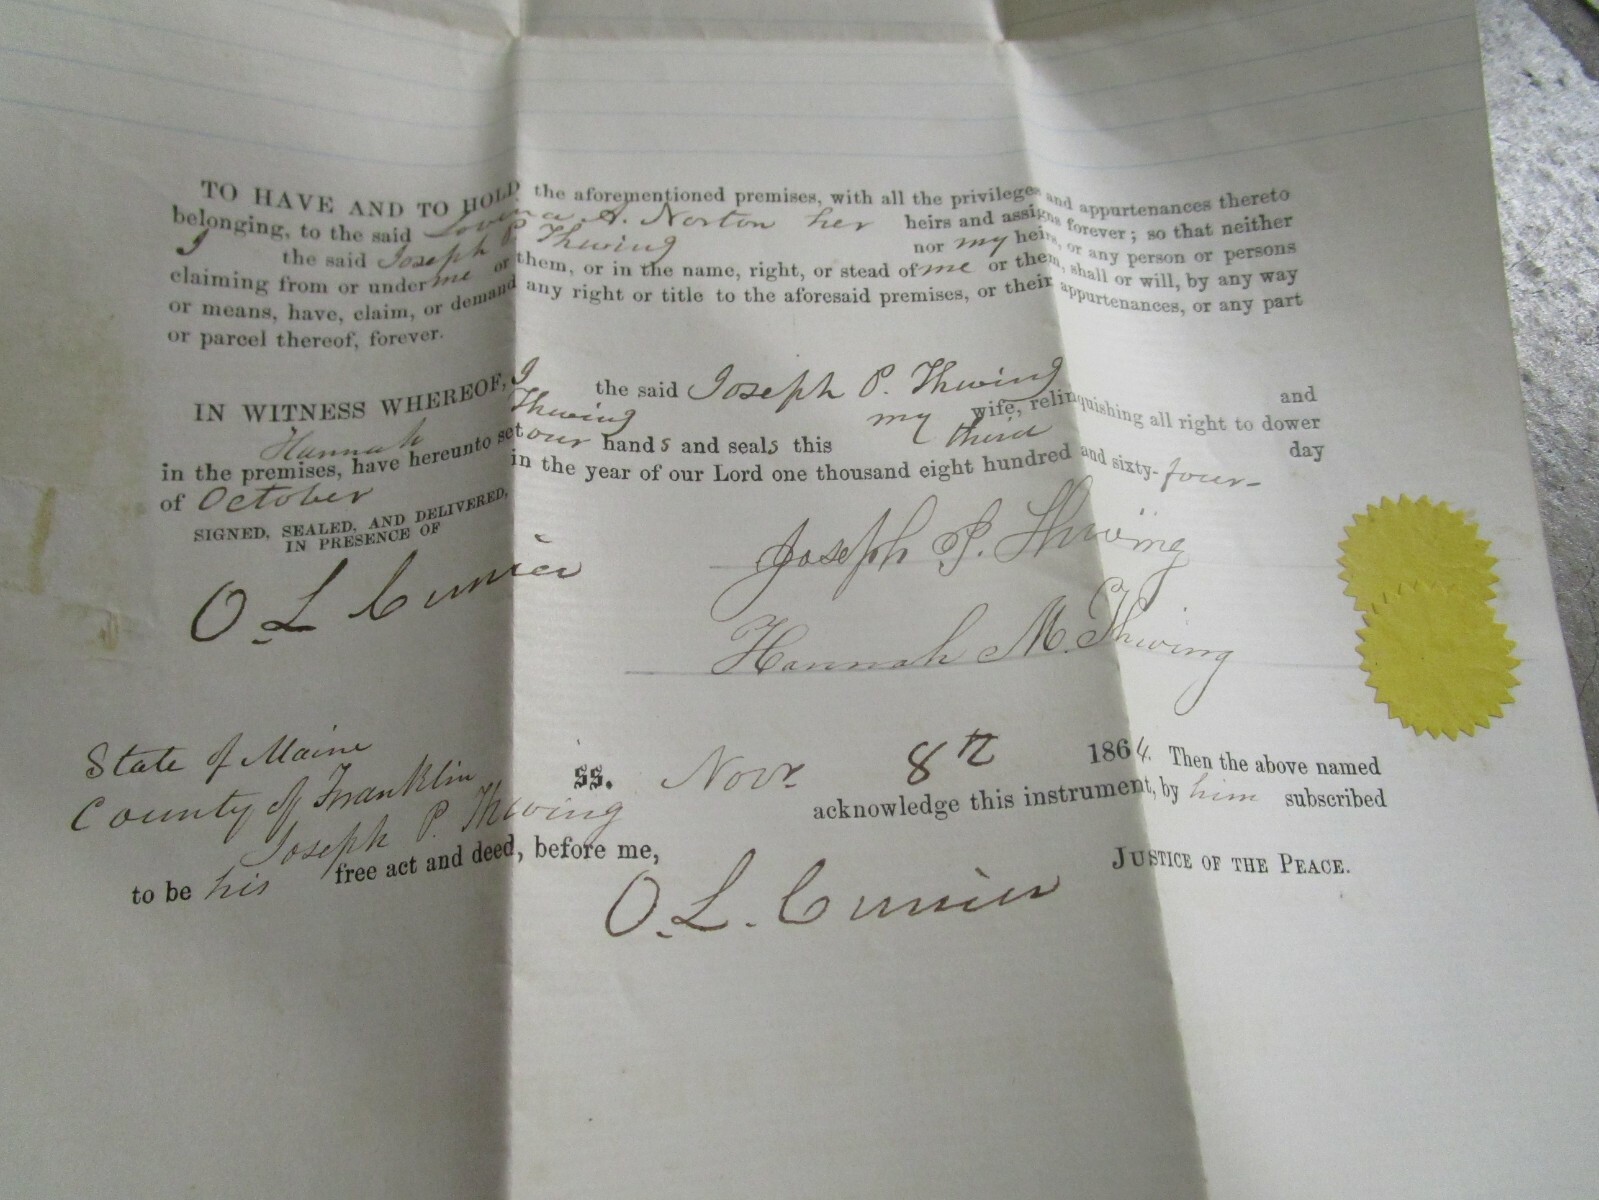 TO HAVE AND TO HOLD the aforementioned premises, with all the privileges and appurtenances thereto
belonging, to the said Lovina A. Norton her heirs and assigns forever; so that neither
I the said Joseph P. Thwing nor my heirs, or any person or persons
claiming from or under me or them, or in the name, right, or stead of me or them, shall or will, by any way
or means, have, claim, or demand any right or title to the aforesaid premises, or their appurtenances, or any part
or parcel thereof, forever.
IN WITNESS WHEREOF, I the said Joseph P. Thwing and
Hannah Thwing my wife, relinquishing all right to dower
in the premises, have hereunto set our hands and seals this third day
of October in the year of our Lord one thousand eight hundred and sixty-four-
SIGNED, SEALED, AND DELIVERED,
IN PRESENCE OF
O. L. Currier
Joseph P. Thwing
Hannah M. Thwing
State of Maine
County of Franklin ss. Novr. 8th 1864. Then the above named
Joseph P. Thwing acknowledge this instrument, by him subscribed
to be his free act and deed, before me,
O. L. Currier JUSTICE OF THE PEACE.